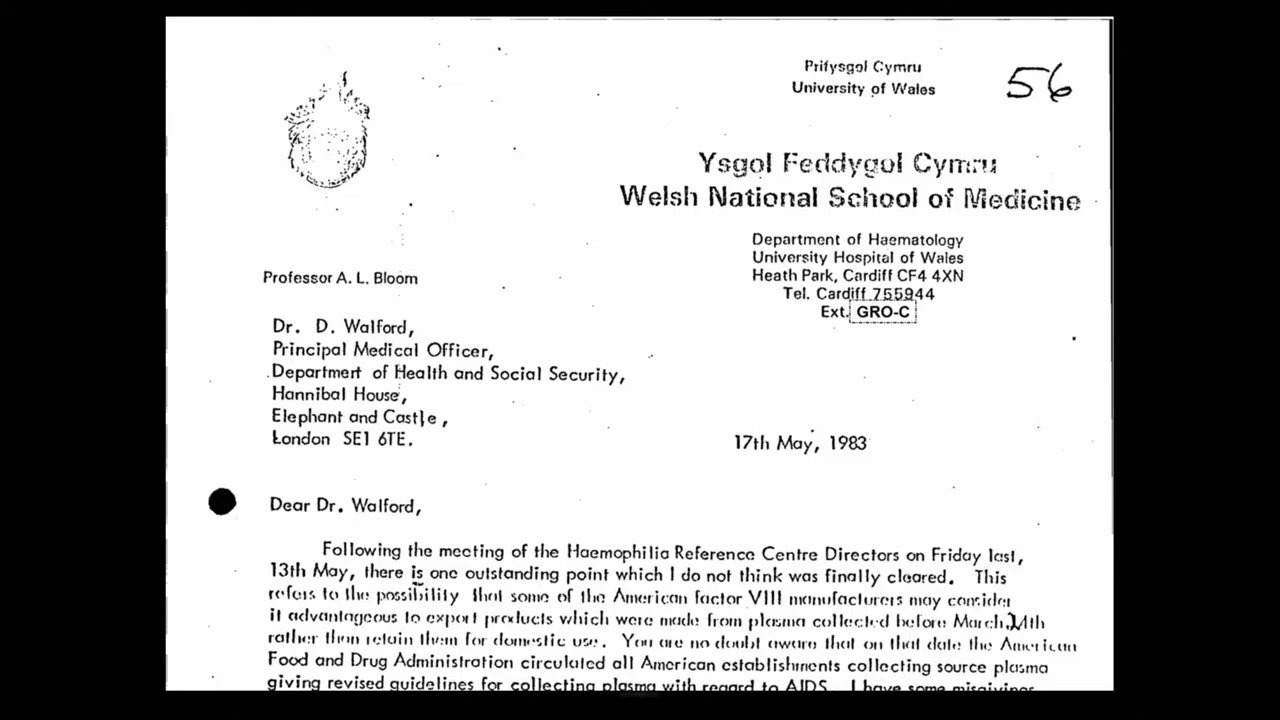 Prifysgol Cymru
University of Wales
56
Ysgol Feddygol Cymru
Welsh National School of Medicine
Department of Haematology
University Hospital of Wales
Heath Park, Cardiff CF4 4XN
Tel. Cardiff 755944
Ext. GRO-C
Professor A. L. Bloom
Dr. D. Walford,
Principal Medical Officer,
Department of Health and Social Security,
Hannibal House,
Elephant and Castle,
London SE1 6TE.
17th May, 1983
Dear Dr. Walford,
Following the meeting of the Haemophilia Reference Centre Directors on Friday last,
13th May, there is one outstanding point which I do not think was finally cleared. This
refers to the possibility that some of the American factor VIII manufacturers may consider
it advantageous to export products which were made from plasma collected before March 24th
rather than retain them for domestic use. You are no doubt aware that on that date the American
Food and Drug Administration circulated all American establishments collecting source plasma
giving revised guidelines for collecting plasma with regard to AIDS. I have some misgivings